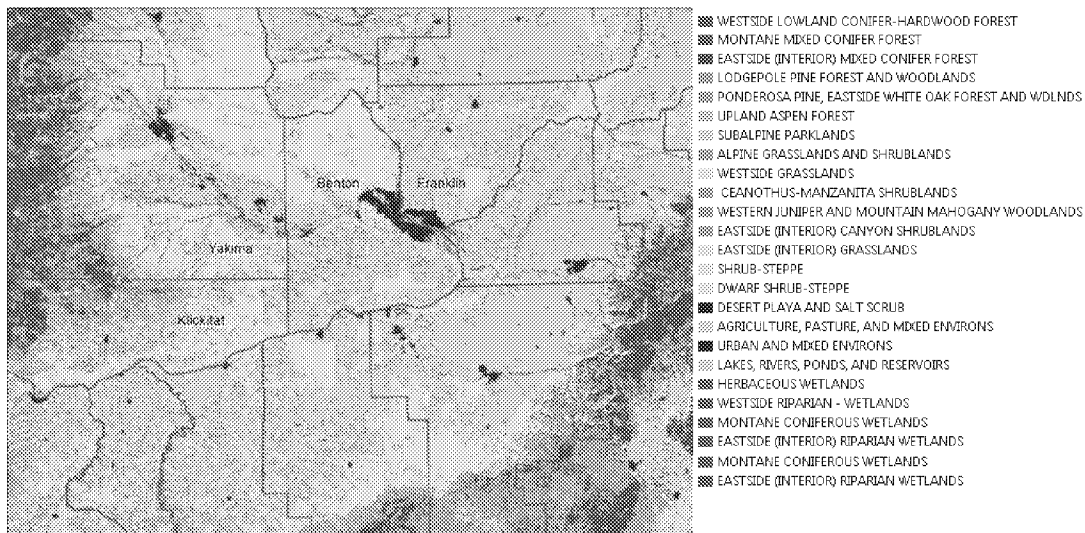 WESTSIDE LOWLAND CONIFER-HARDWOOD FOREST
MONTANE MIXED CONIFER FOREST
EASTSIDE (INTERIOR) MIXED CONIFER FOREST
LODGEPOLE PINE FOREST AND WOODLANDS
PONDEROSA PINE, EASTSIDE WHITE OAK FOREST AND WDLNDS
UPLAND ASPEN FOREST
SUBALPINE PARKLANDS
ALPINE GRASSLANDS AND SHRUBLANDS
WESTSIDE GRASSLANDS
CEANOTHUS-MANZANITA SHRUBLANDS
WESTERN JUNIPER AND MOUNTAIN MAHOGANY WOODLANDS
EASTSIDE (INTERIOR) CANYON SHRUBLANDS
EASTSIDE (INTERIOR) GRASSLANDS
SHRUB-STEPPE
DWARF SHRUB-STEPPE
DESERT PLAYA AND SALT SCRUB
AGRICULTURE, PASTURE, AND MIXED ENVIRONS
URBAN AND MIXED ENVIRONS
LAKES, RIVERS, PONDS, AND RESERVOIRS
HERBACEOUS WETLANDS
WESTSIDE RIPARIAN - WETLANDS
MONTANE CONIFEROUS WETLANDS
EASTSIDE (INTERIOR) RIPARIAN WETLANDS
MONTANE CONIFEROUS WETLANDS
EASTSIDE (INTERIOR) RIPARIAN WETLANDS
Benton Franklin
Yakima
Klickitat